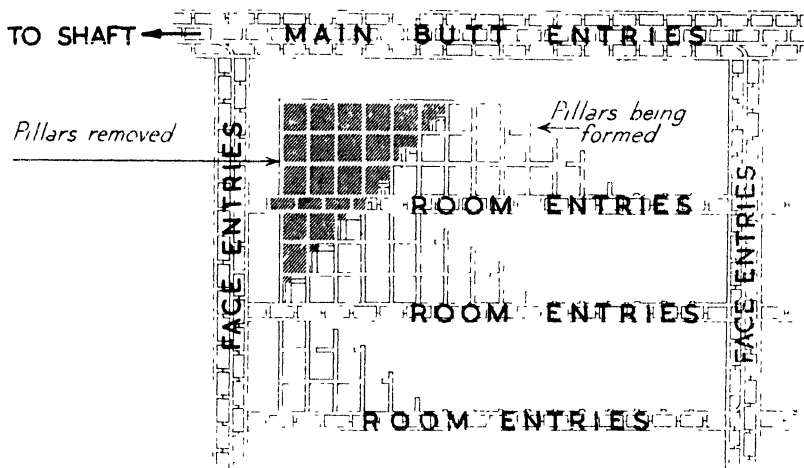 TO SHAFT
MAIN BUTT ENTRIES
Pillars removed
Pillars being
formed
FACE ENTRIES
FACE ENTRIES
ROOM ENTRIES
ROOM ENTRIES
ROOM ENTRIES